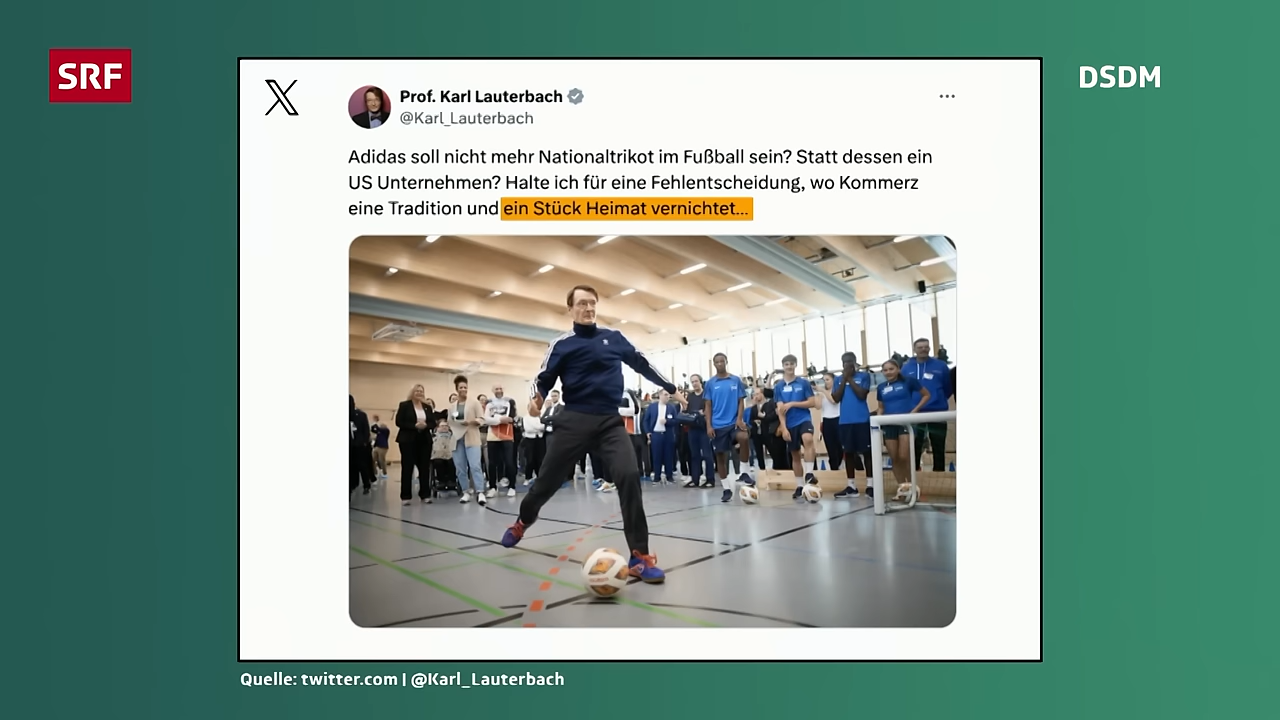 SRF
DSDM
Prof. Karl Lauterbach
@Karl_Lauterbach
Adidas soll nicht mehr Nationaltrikot im Fußball sein? Statt dessen ein
US Unternehmen? Halte ich für eine Fehlentscheidung, wo Kommerz
eine Tradition und ein Stück Heimat vernichtet...
Quelle: twitter.com | @Karl_Lauterbach